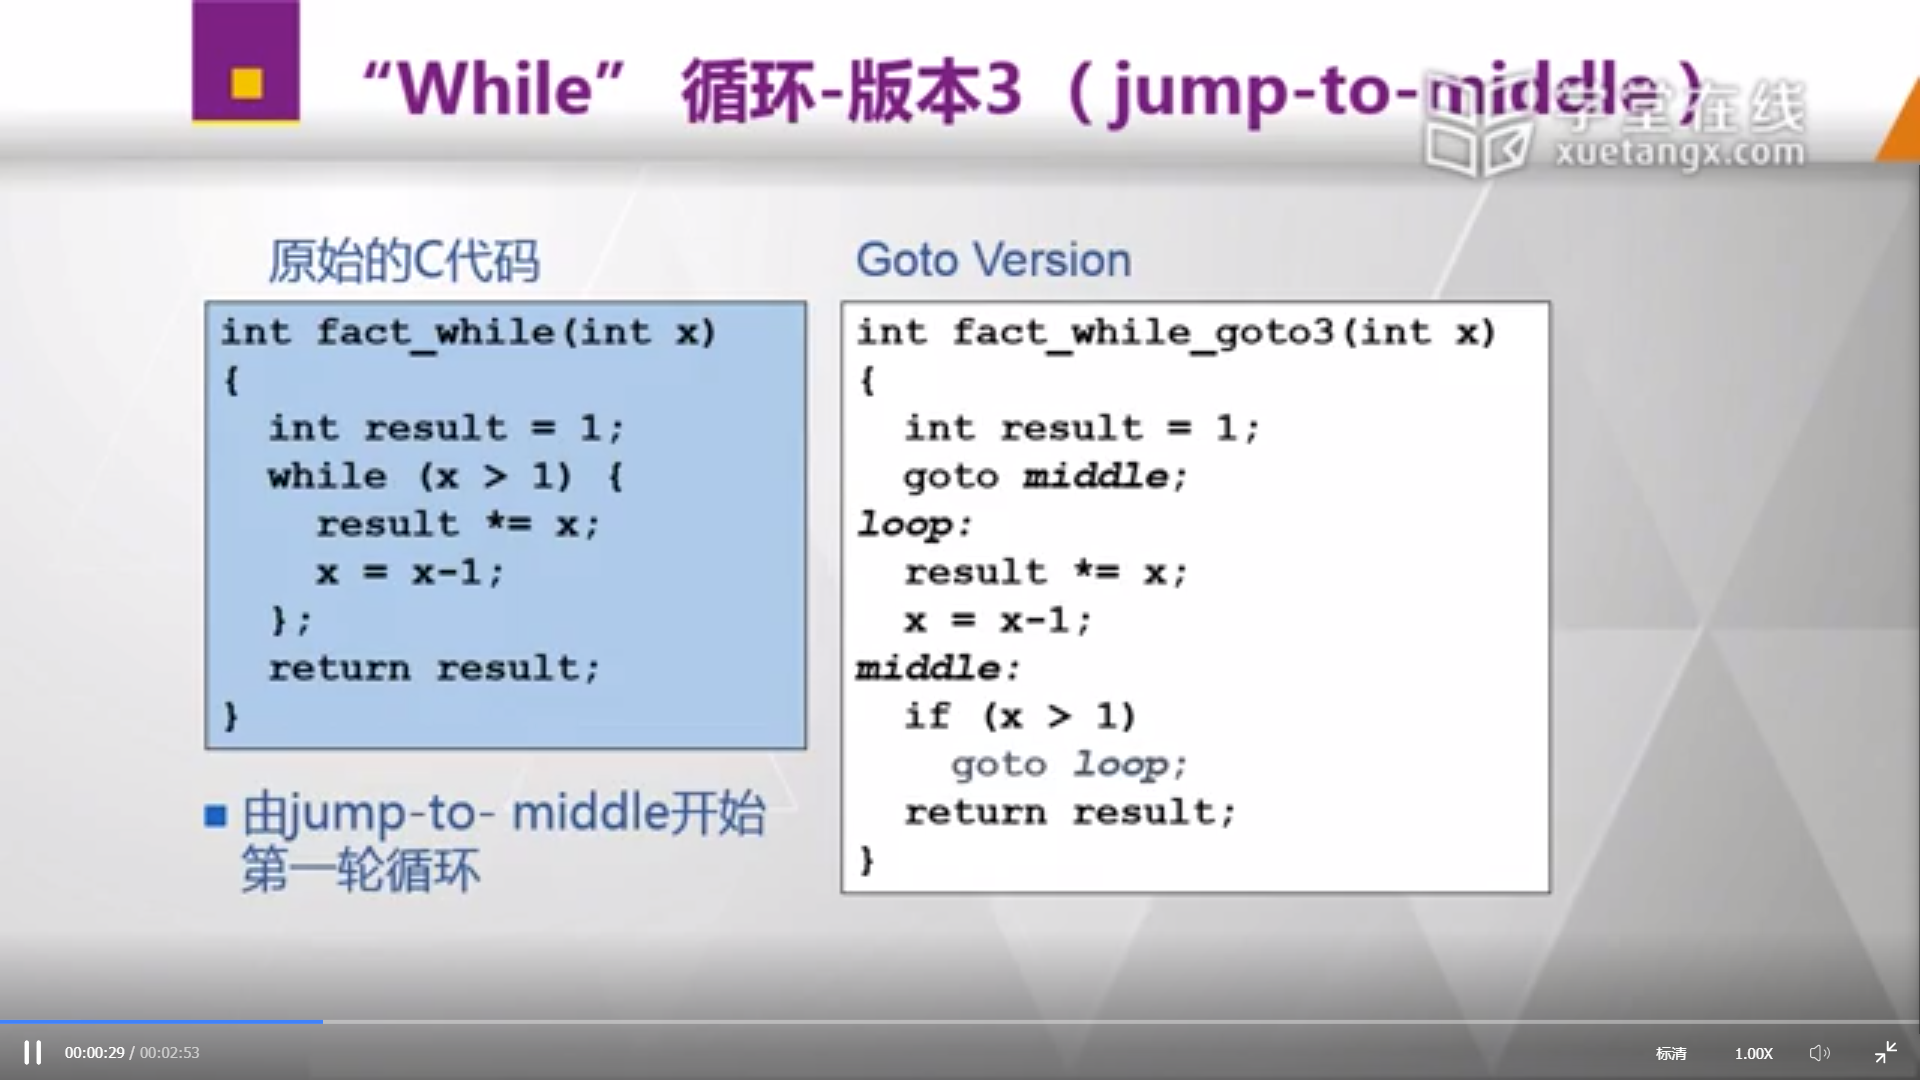 “While” 循环-版本3 （jump-to-middle）
学堂在线
xuetangx.com
原始的C代码
int fact_while(int x)
{
int result = 1;
while (x > 1) {
result *= x;
x = x-1;
};
return result;
}
由jump-to- middle开始
第一轮循环
Goto Version
int fact_while_goto3(int x)
{
int result = 1;
goto middle;
loop:
result *= x;
x = x-1;
middle:
if (x > 1)
goto loop;
return result;
}
00:00:29 / 00:02:53
标清
1.00X